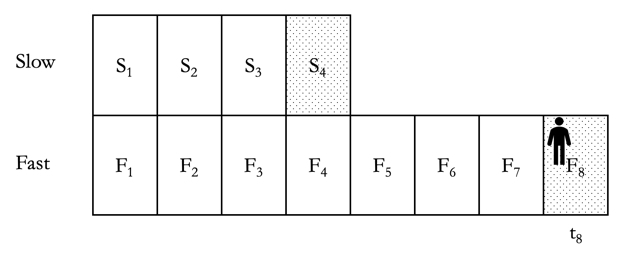 Slow S₁ S₂ S₃ S₄
Fast F₁ F₂ F₃ F₄ F₅ F₆ F₇ F₈
t₈